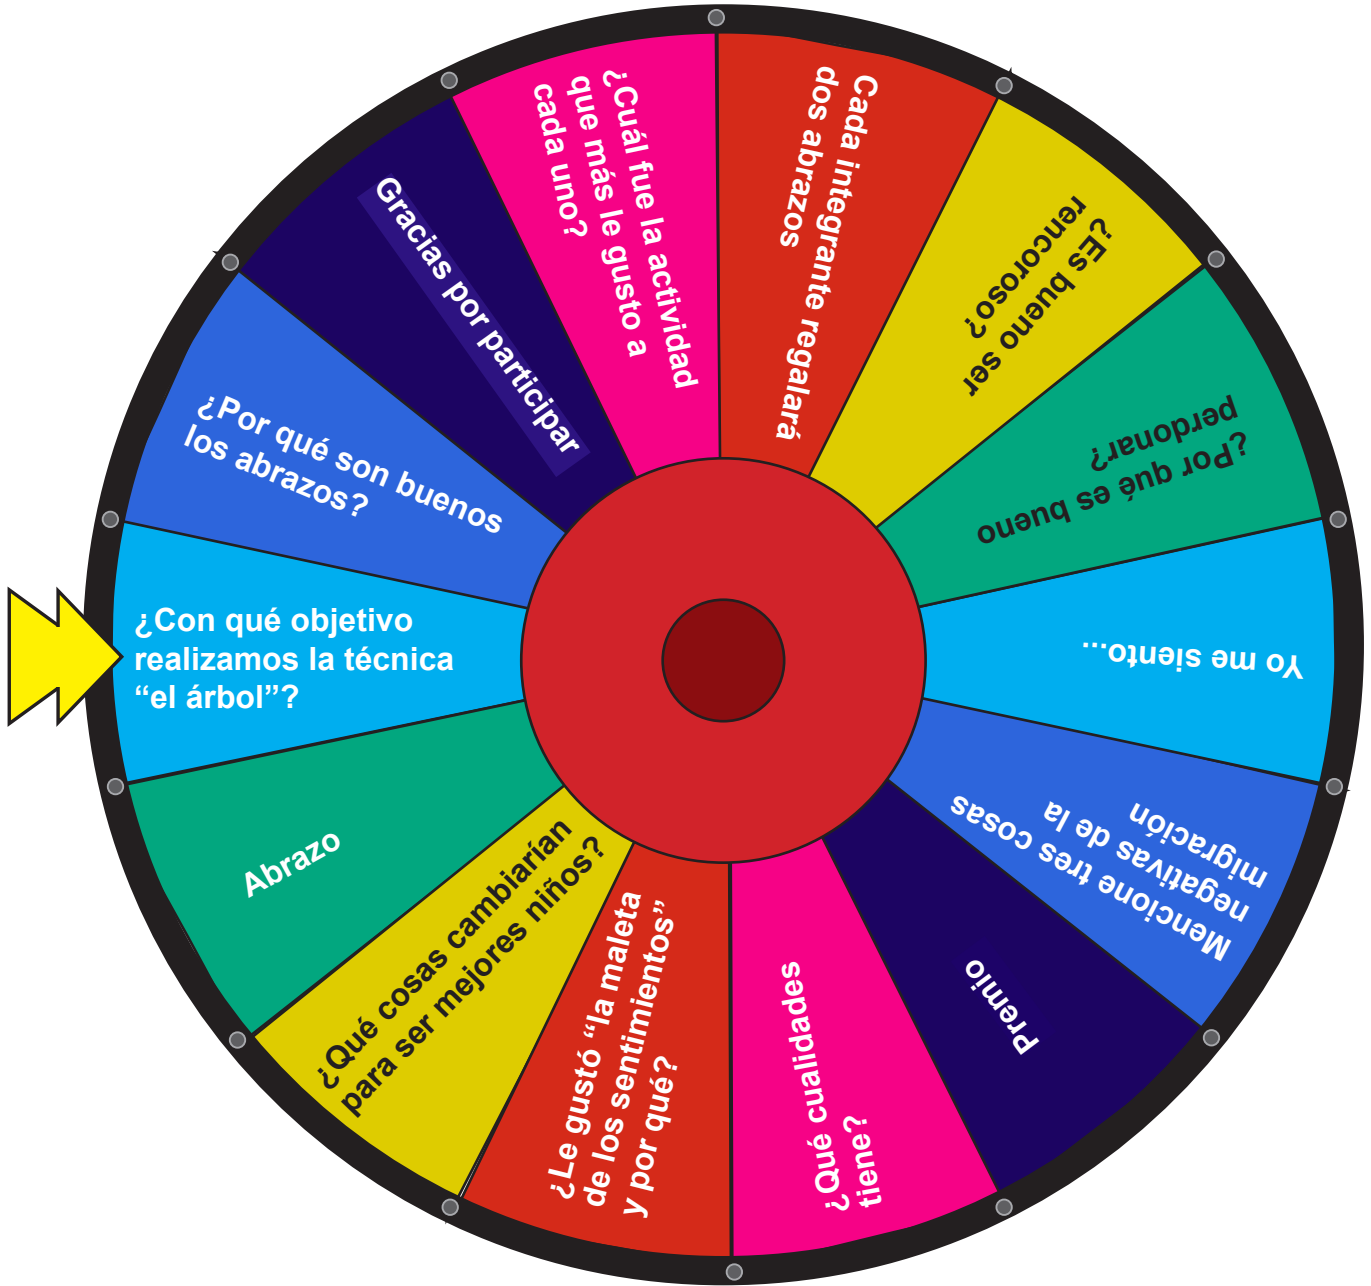 ¿Cuál fue la actividad
que más le gusto a
cada uno?
Cada integrante regalará
dos abrazos
¿Es bueno ser
rencoroso?
¿Por qué es bueno
perdonar?
Yo me siento...
Mencione tres cosas
negativas de la
migración
Premio
¿Qué cualidades
tiene?
¿Le gustó “la maleta
de los sentimientos”
y por qué?
¿Qué cosas cambiarían
para ser mejores niños?
Abrazo
¿Con qué objetivo
realizamos la técnica
“el árbol”?
¿Por qué son buenos
los abrazos?
Gracias por participar